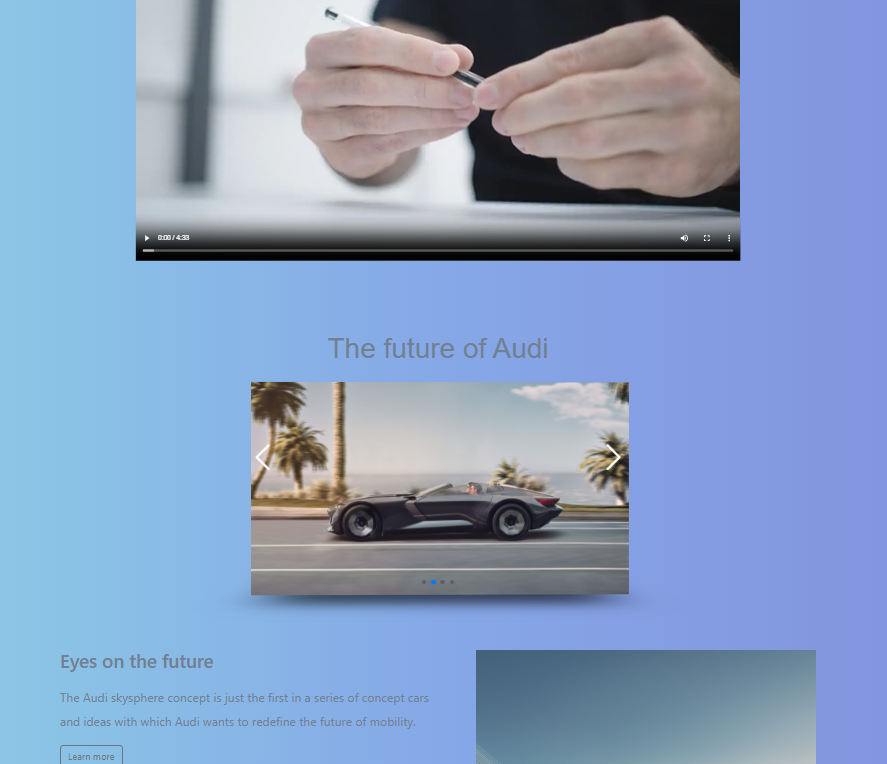 0:00 / 4:33
The future of Audi
Eyes on the future
The Audi skysphere concept is just the first in a series of concept cars
and ideas with which Audi wants to redefine the future of mobility.
Learn more